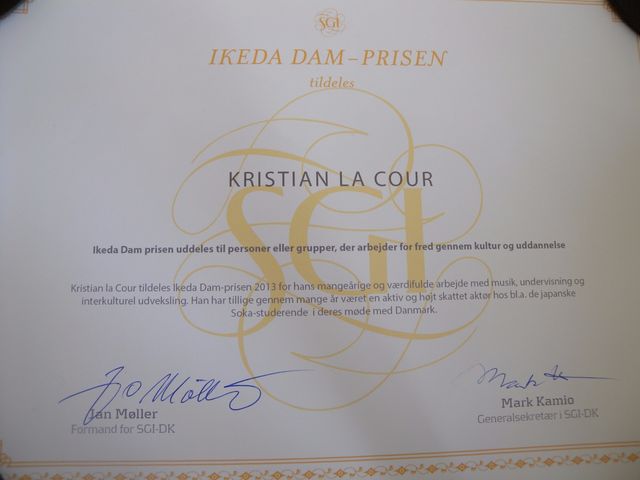 SGI
IKEDA DAM-PRISEN
tildeles
KRISTIAN LA COUR
SGI
Ikeda Dam prisen uddeles til personer eller grupper, der arbejder for fred gennem kultur og uddannelse
Kristian la Cour tildeles Ikeda Dam-prisen 2013 for hans mangeårige og værdifulde arbejde med musik, undervisning og
interkulturel udveksling. Han har tillige gennem mange år været en aktiv og højt skattet aktør hos bl.a. de japanske
Soka-studerende i deres møde med Danmark.
Jan Møller
Formand for SGI-DK
Mark Kamio
Generalsekretær i SGI-DK